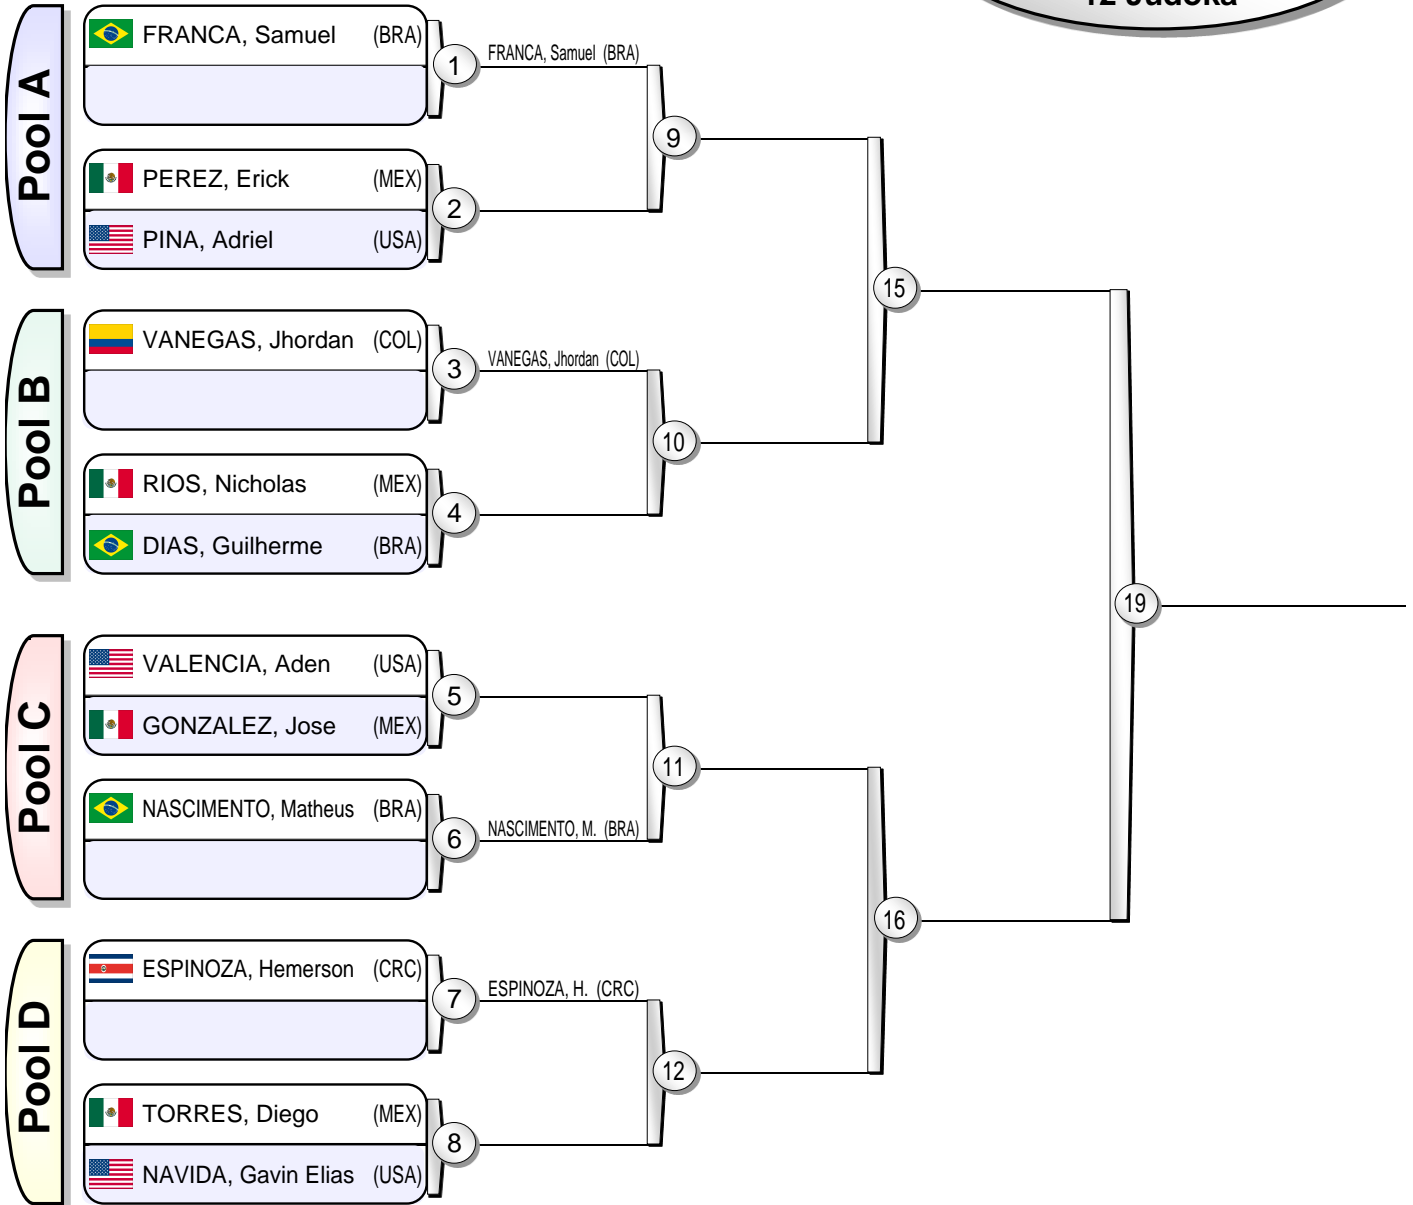 12 Judoka
Pool A
FRANCA, Samuel (BRA)
1
FRANCA, Samuel (BRA)
9
PEREZ, Erick (MEX)
2
PINA, Adriel (USA)
15
Pool B
VANEGAS, Jhordan (COL)
3
VANEGAS, Jhordan (COL)
10
RIOS, Nicholas (MEX)
4
DIAS, Guilherme (BRA)
19
Pool C
VALENCIA, Aden (USA)
5
GONZALEZ, Jose (MEX)
11
NASCIMENTO, Matheus (BRA)
6
NASCIMENTO, M. (BRA)
16
Pool D
ESPINOZA, Hemerson (CRC)
7
ESPINOZA, H. (CRC)
12
TORRES, Diego (MEX)
8
NAVIDA, Gavin Elias (USA)